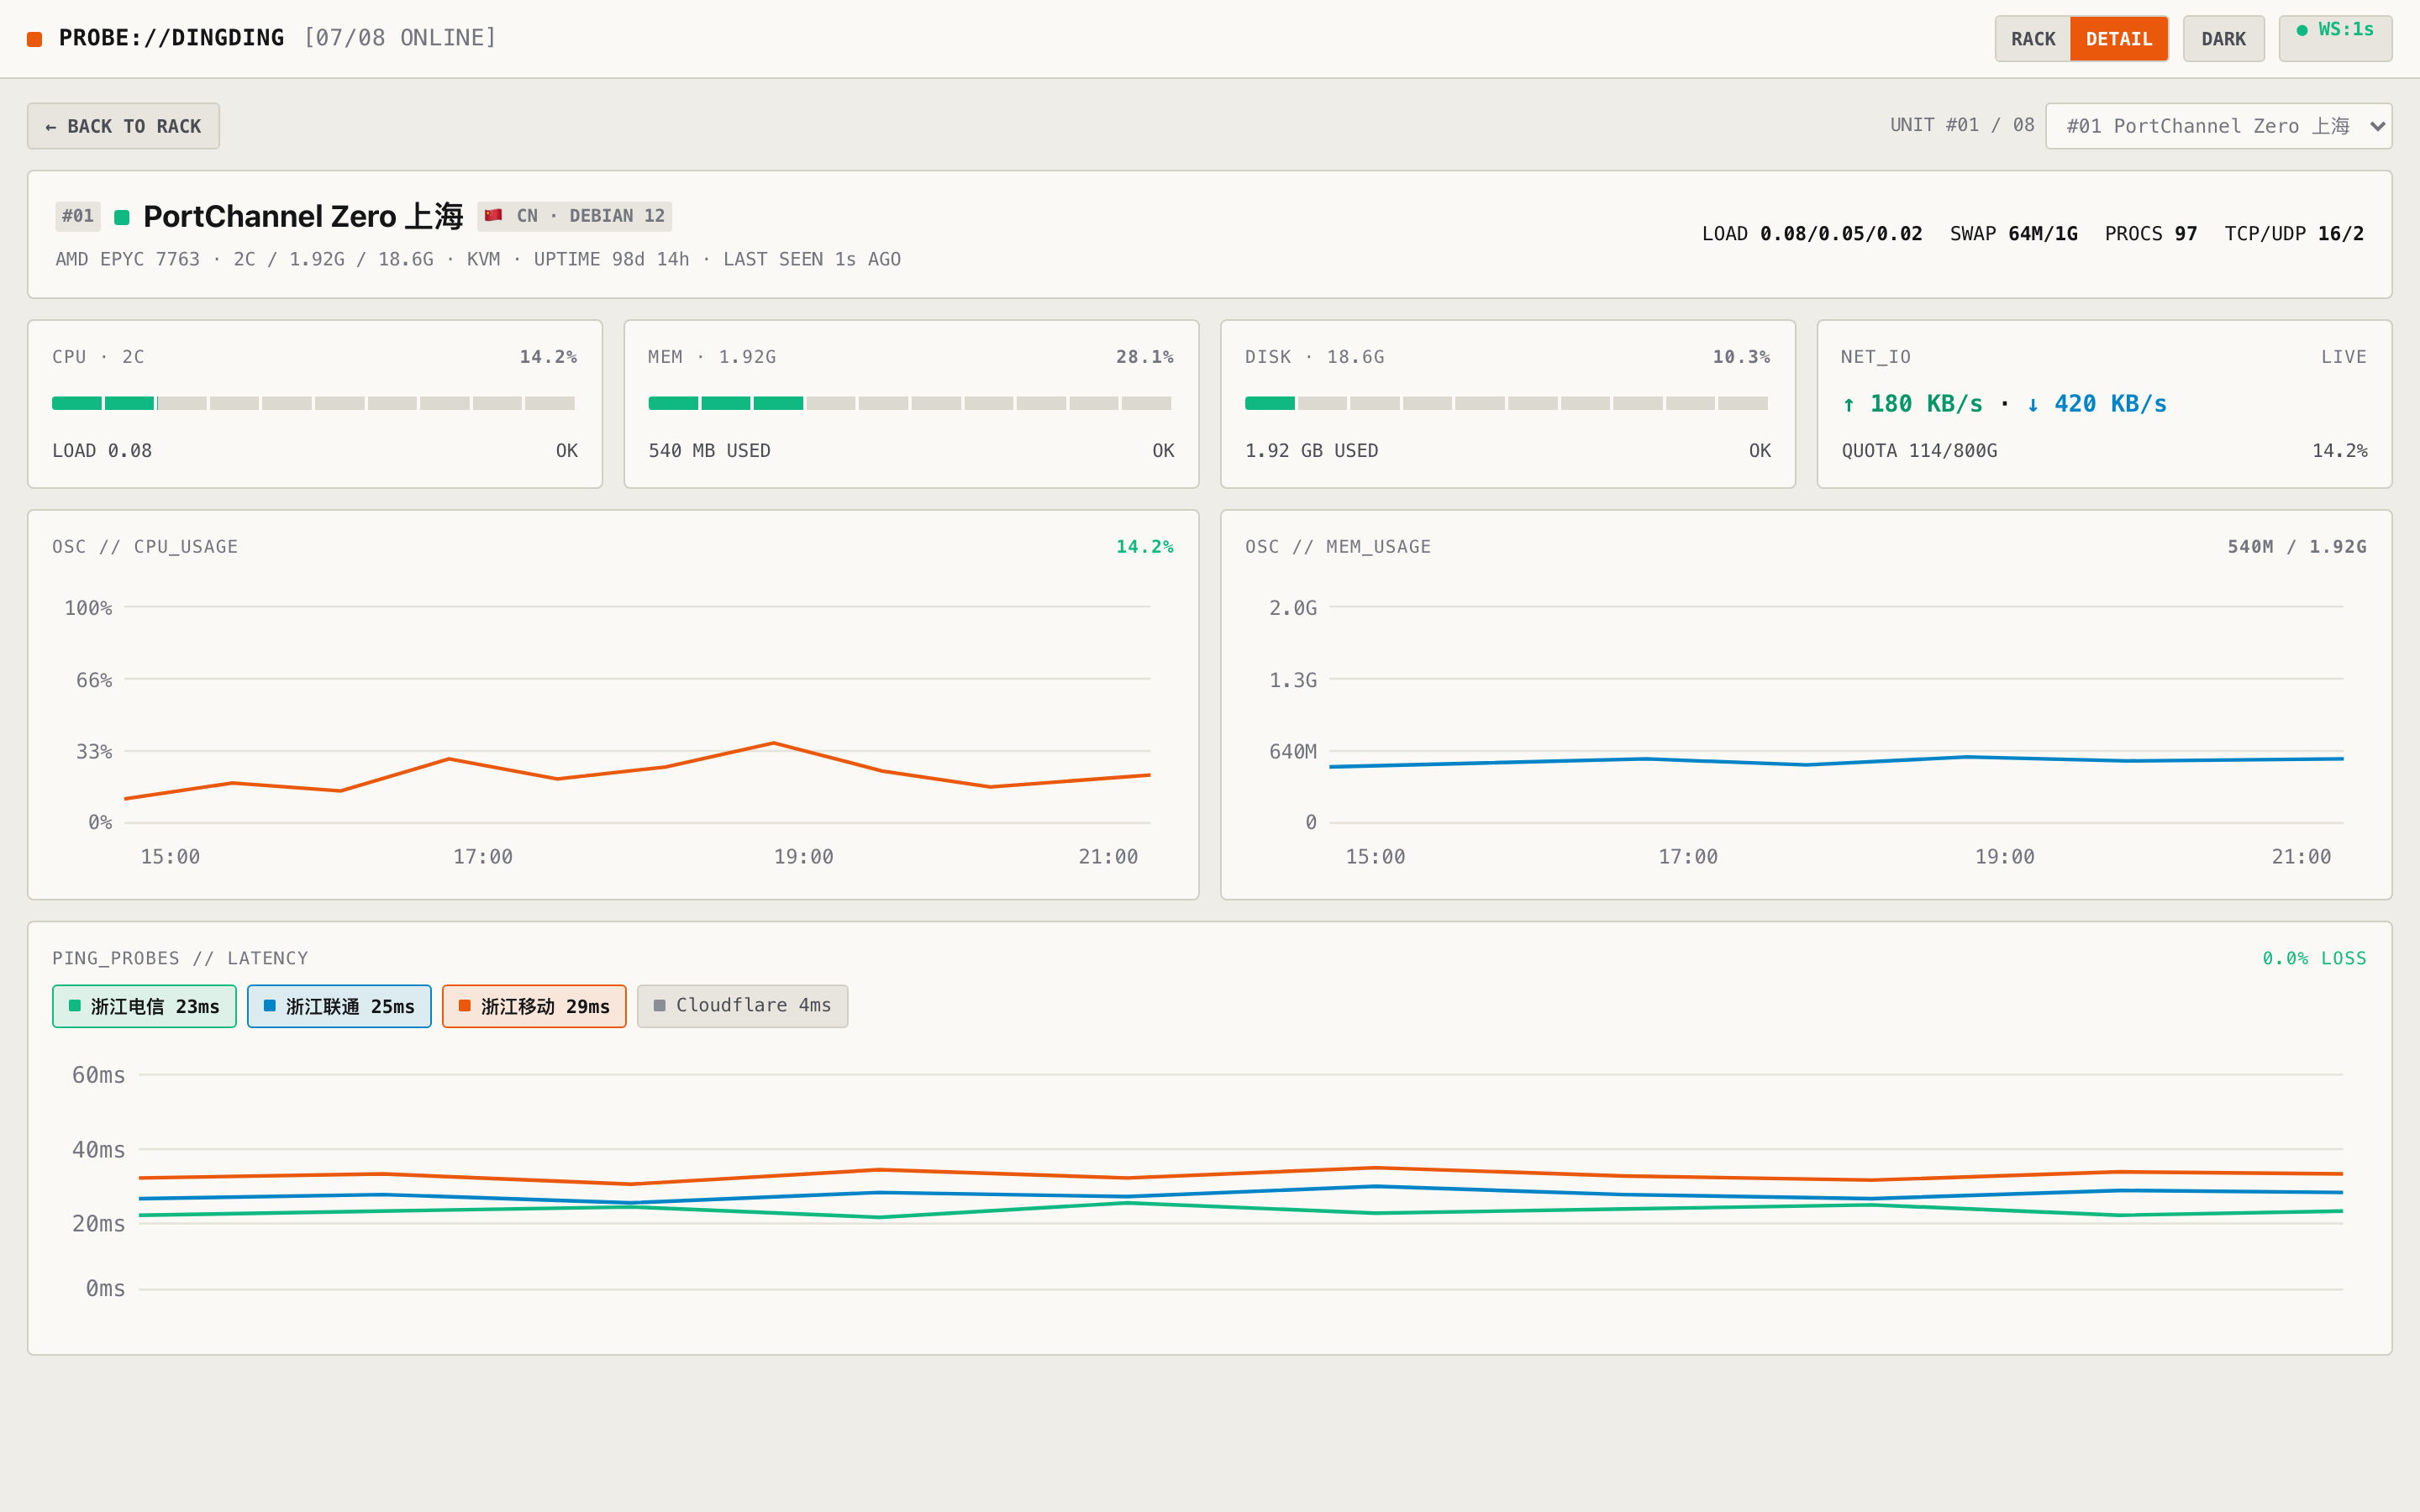 PROBE://DINGDING [07/08 ONLINE]
RACK DETAIL DARK ● WS:1s
← BACK TO RACK
UNIT #01 / 08 #01 PortChannel Zero 上海
#01 PortChannel Zero 上海 🇨🇳 CN · DEBIAN 12
AMD EPYC 7763 · 2C / 1.92G / 18.6G · KVM · UPTIME 98d 14h · LAST SEEN 1s AGO
LOAD 0.08/0.05/0.02 SWAP 64M/1G PROCS 97 TCP/UDP 16/2
CPU · 2C 14.2%
LOAD 0.08 OK
MEM · 1.92G 28.1%
540 MB USED OK
DISK · 18.6G 10.3%
1.92 GB USED OK
NET_IO LIVE
↑ 180 KB/s · ↓ 420 KB/s
QUOTA 114/800G 14.2%
OSC // CPU_USAGE 14.2%
100%
66%
33%
0%
15:00 17:00 19:00 21:00
OSC // MEM_USAGE 540M / 1.92G
2.0G
1.3G
640M
0
15:00 17:00 19:00 21:00
PING_PROBES // LATENCY 0.0% LOSS
浙江电信 23ms 浙江联通 25ms 浙江移动 29ms Cloudflare 4ms
60ms
40ms
20ms
0ms